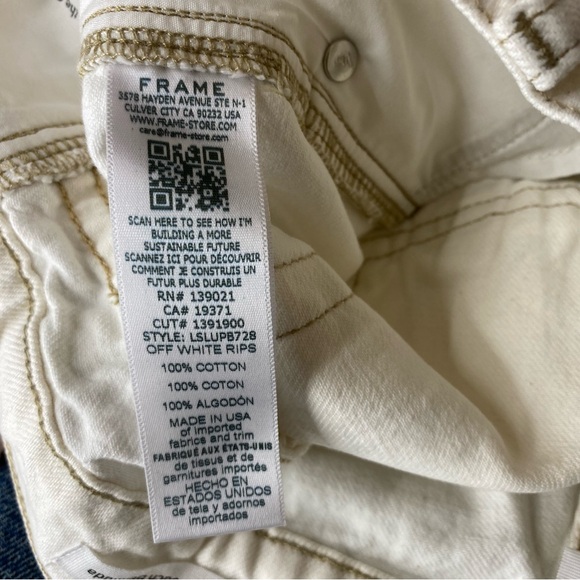 FRAME
3578 HAYDEN AVENUE STE N-1
CULVER CITY CA 90232 USA
WWW.FRAME-STORE.COM
care@frame-store.com
SCAN HERE TO SEE HOW I'M
BUILDING A MORE
SUSTAINABLE FUTURE
SCANNEZ ICI POUR DÉCOUVRIR
COMMENT JE CONSTRUIS UN
FUTUR PLUS DURABLE
RN# 139021
CA# 19371
CUT# 1391900
STYLE: LSLUPB728
OFF WHITE RIPS
100% COTTON
100% COTON
100% ALGODÓN
MADE IN USA
of imported
fabrics and trim
FABRIQUÉ AUX ÉTATS-UNIS
de tissus et de
garnitures importés
HECHO EN
ESTADOS UNIDOS
de tela y adornos
importados